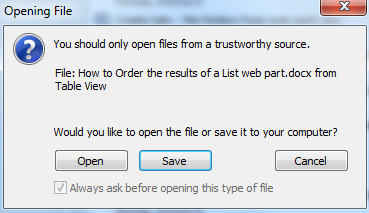 Opening File
You should only open files from a trustworthy source.
File: How to Order the results of a List web part.docx from
Table View
Would you like to open the file or save it to your computer?
Open
Save
Cancel
Always ask before opening this type of file